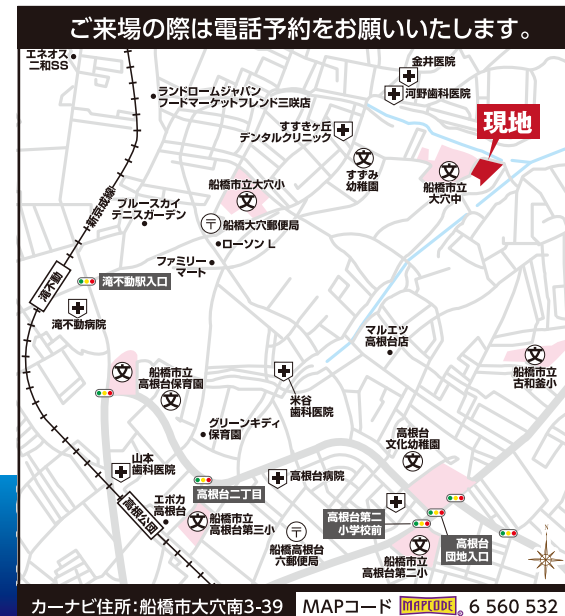 ご来場の際は電話予約をお願いいたします。
エネオス
二和SS
金井医院
河野歯科医院
ランドロームジャパン
フードマーケットフレンド三咲店
すすきヶ丘
デンタルクリニック
現地
文
すずみ
幼稚園
文
船橋市立
大穴中
船橋市立大穴小
文
新京成線
ブルースカイ
テニスガーデン
〒
船橋大穴郵便局
ローソン L
ファミリー
マート
滝不動
滝不動駅入口
滝不動病院
マルエツ
高根台店
文
船橋市立
古和釜小
文
船橋市立
高根台保育園
文
米谷
歯科医院
グリーンキディ
保育園
高根台
文化幼稚園
文
山本
歯科医院
高根台病院
高根台二丁目
高根公団
エポカ
高根台
文
船橋市立
高根台第三小
〒
船橋高根台
六郵便局
高根台第二
小学校前
高根台
団地入口
文
船橋市立
高根台第二小
N
カーナビ住所:船橋市大穴南3-39
MAPコード MAPCODE® 6 560 532